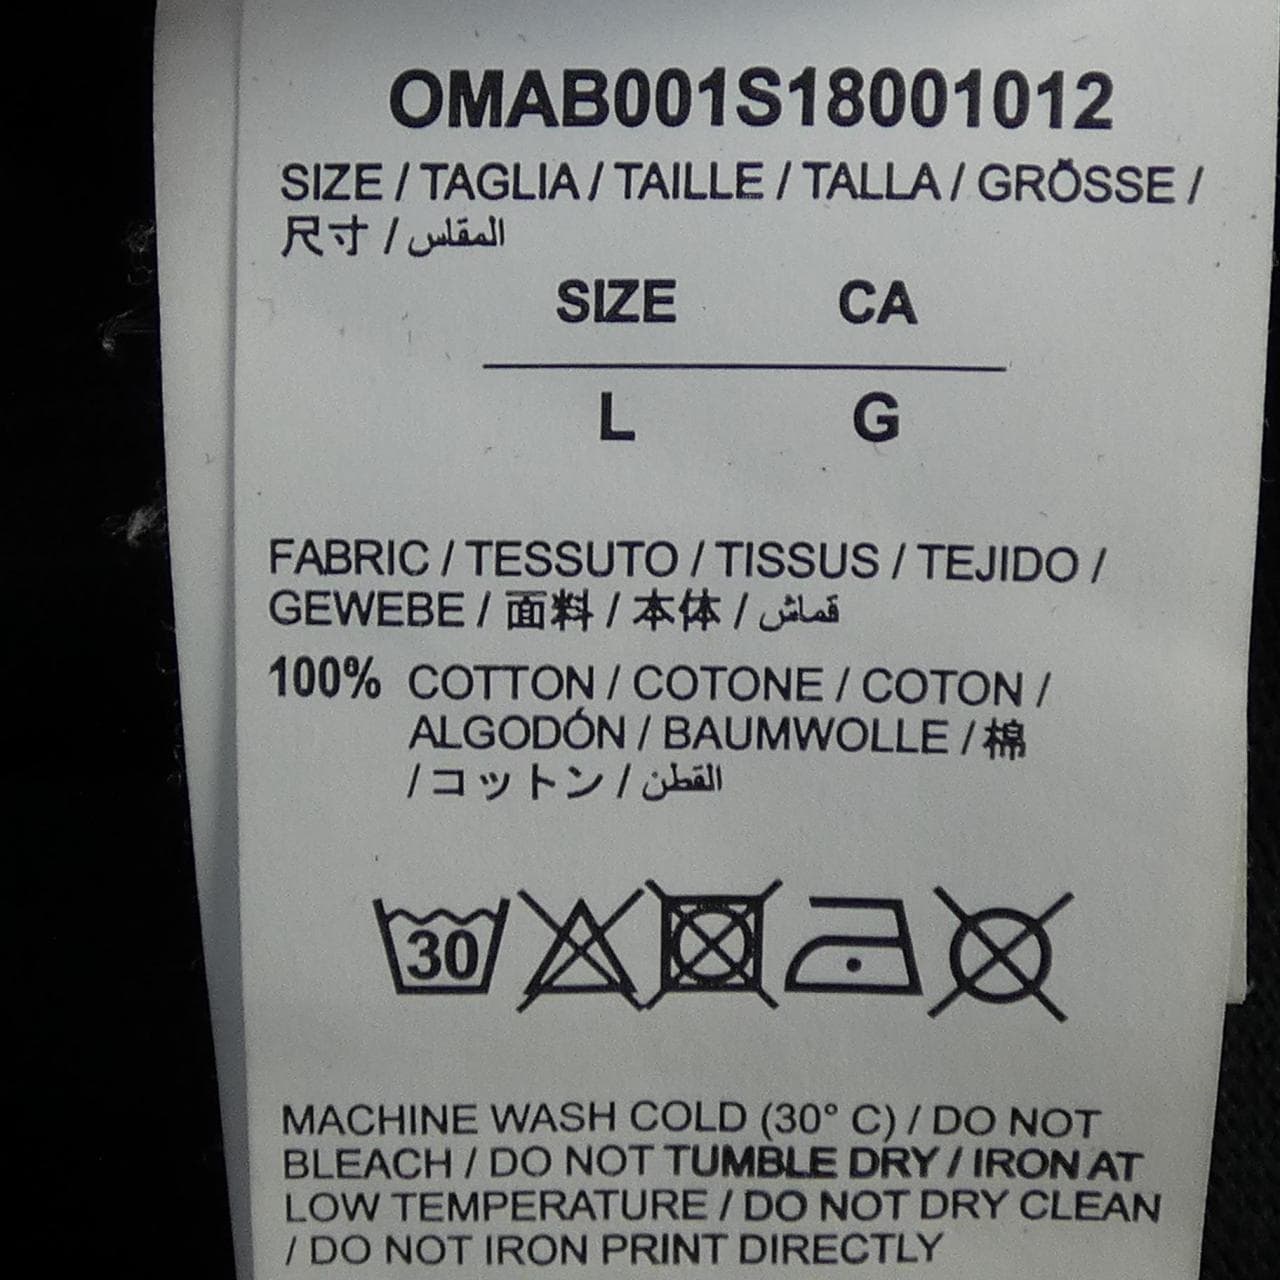 OMAB001S18001012
SIZE / TAGLIA / TAILLE / TALLA / GRÖSSE /
尺寸 / المقاس
SIZE CA
L G
FABRIC / TESSUTO / TISSUS / TEJIDO /
GEWEBE / 面料 / 本体 / قماش
100% COTTON / COTONE / COTON /
ALGODÓN / BAUMWOLLE / 棉
/ コットン / القطن
30
MACHINE WASH COLD (30° C) / DO NOT
BLEACH / DO NOT TUMBLE DRY / IRON AT
LOW TEMPERATURE / DO NOT DRY CLEAN
/ DO NOT IRON PRINT DIRECTLY